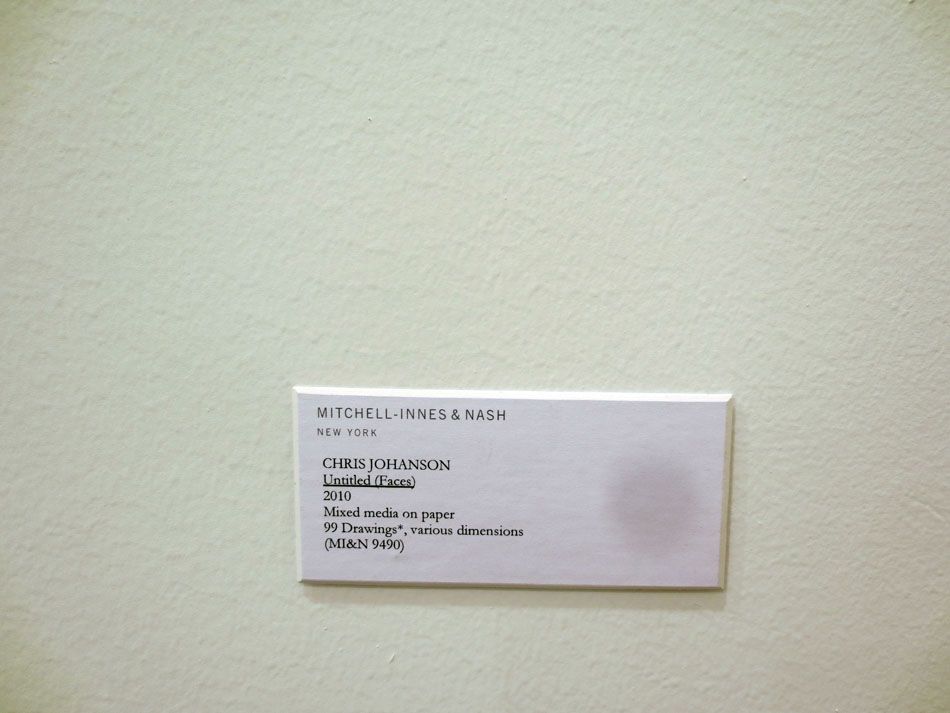 MITCHELL-INNES & NASH
NEW YORK
CHRIS JOHANSON
Untitled (Faces)
2010
Mixed media on paper
99 Drawings*, various dimensions
(MI&N 9490)